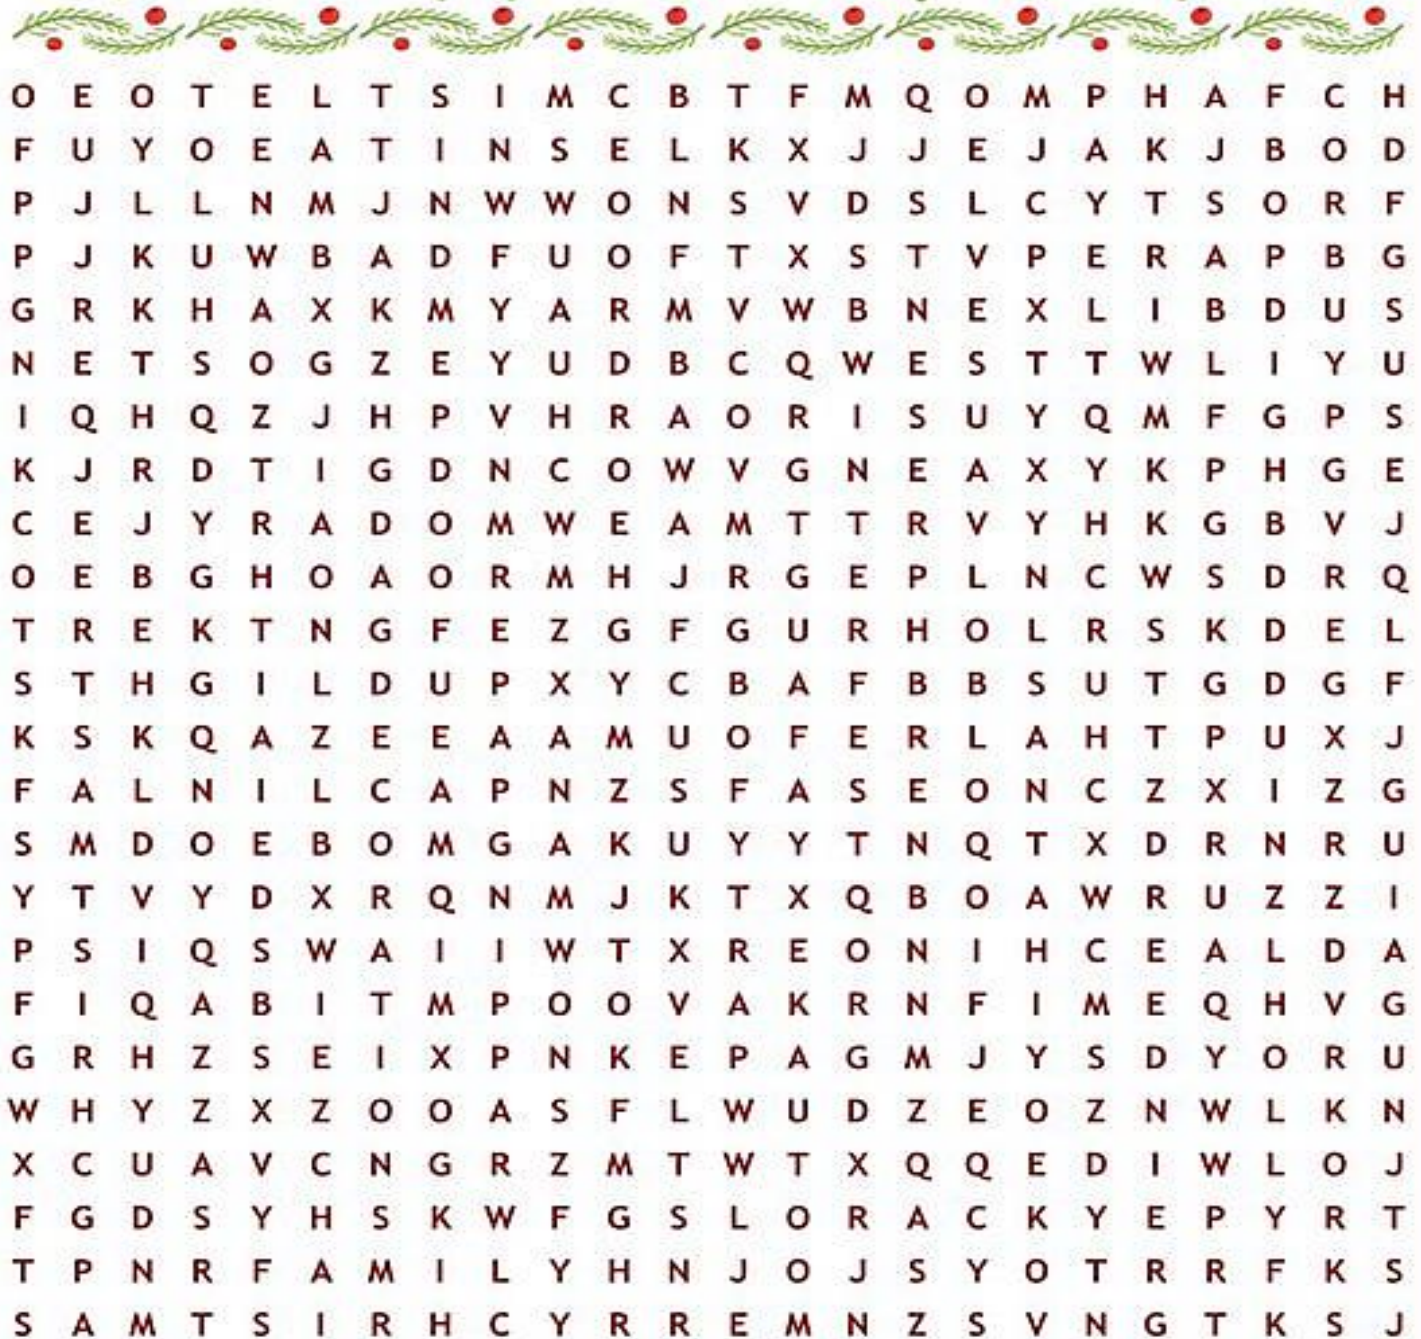 O E O T E L T S I M C B T F M Q O M P H A F C H
F U Y O E A T I N S E L K X J J E J A K J B O D
P J L L N M J N W W O N S V D S L C Y T S O R F
P J K U W B A D F U O F T X S T V P E R A P B G
G R K H A X K M Y A R M V W B N E X L I B D U S
N E T S O G Z E Y U D B C Q W E S T T W L I Y U
I Q H Q Z J H P V H R A O R I S U Y Q M F G P S
K J R D T I G D N C O W V G N E A X Y K P H G E
C E J Y R A D O M W E A M T T R V Y H K G B V J
O E B G H O A O R M H J R G E P L N C W S D R Q
T R E K T N G F E Z G F G U R H O L R S K D E L
S T H G I L D U P X Y C B A F B B S U T G D G F
K S K Q A Z E E A A M U O F E R L A H T P U X J
F A L N I L C A P N Z S F A S E O N C Z X I Z G
S M D O E B O M G A K U Y Y T N Q T X D R N R U
Y T V Y D X R Q N M J K T X Q B O A W R U Z Z I
P S I Q S W A I I W T X R E O N I H C E A L D A
F I Q A B I T M P O O V A K R N F I M E Q H V G
G R H Z S E I X P N K E P A G M J Y S D Y O R U
W H Y Z X Z O O A S F L W U D Z E O Z N W L K N
X C U A V C N G R Z M T W T X Q Q E D I W L O J
F G D S Y H S K W F G S L O R A C K Y E P Y R T
T P N R F A M I L Y H N J O J S Y O T R R F K S
S A M T S I R H C Y R R E M N Z S V N G T K S J